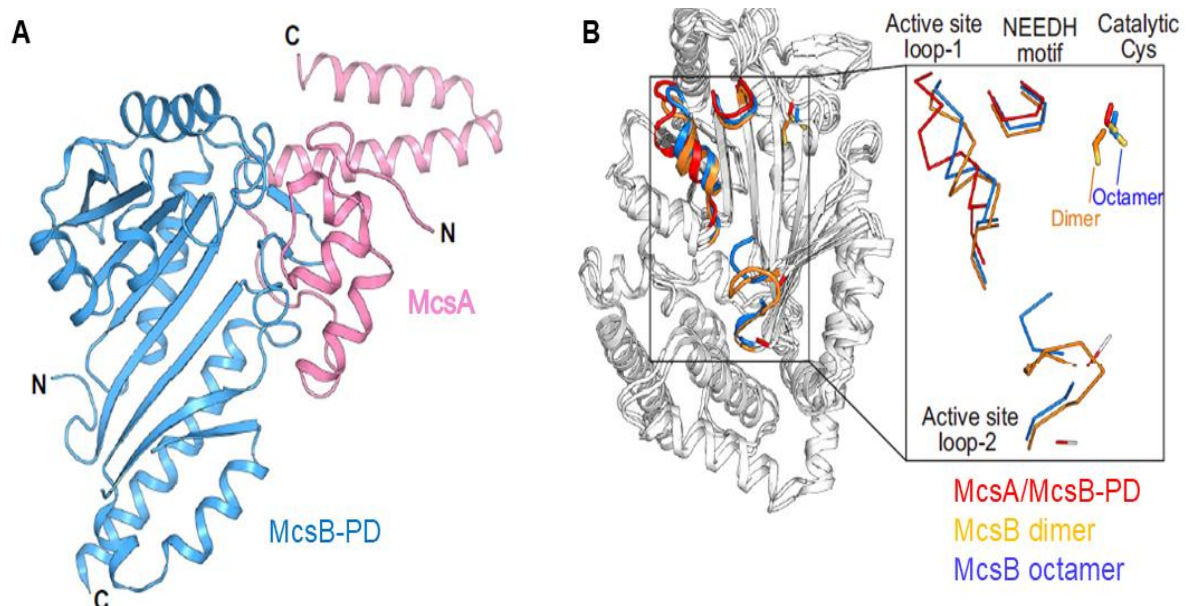 A
C
N
McsA
N
McsB-PD
C
B
Active site
loop-1
NEEDH
motif
Catalytic
Cys
Octamer
Dimer
Active site
loop-2
McsA/McsB-PD
McsB dimer
McsB octamer